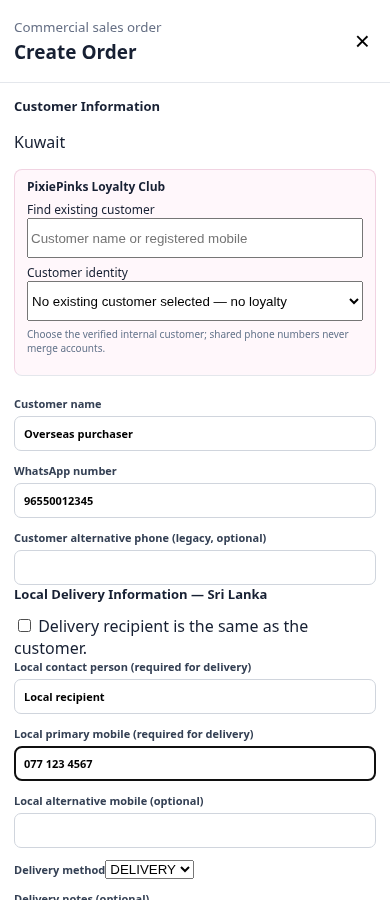 Commercial sales order
Create Order
✕
Customer Information
Kuwait
PixiePinks Loyalty Club
Find existing customer
Customer name or registered mobile
Customer identity
No existing customer selected — no loyalty
Choose the verified internal customer; shared phone numbers never
merge accounts.
Customer name
Overseas purchaser
WhatsApp number
96550012345
Customer alternative phone (legacy, optional)
Local Delivery Information — Sri Lanka
Delivery recipient is the same as the
customer.
Local contact person (required for delivery)
Local recipient
Local primary mobile (required for delivery)
077 123 4567
Local alternative mobile (optional)
Delivery method DELIVERY
Delivery notes (optional)